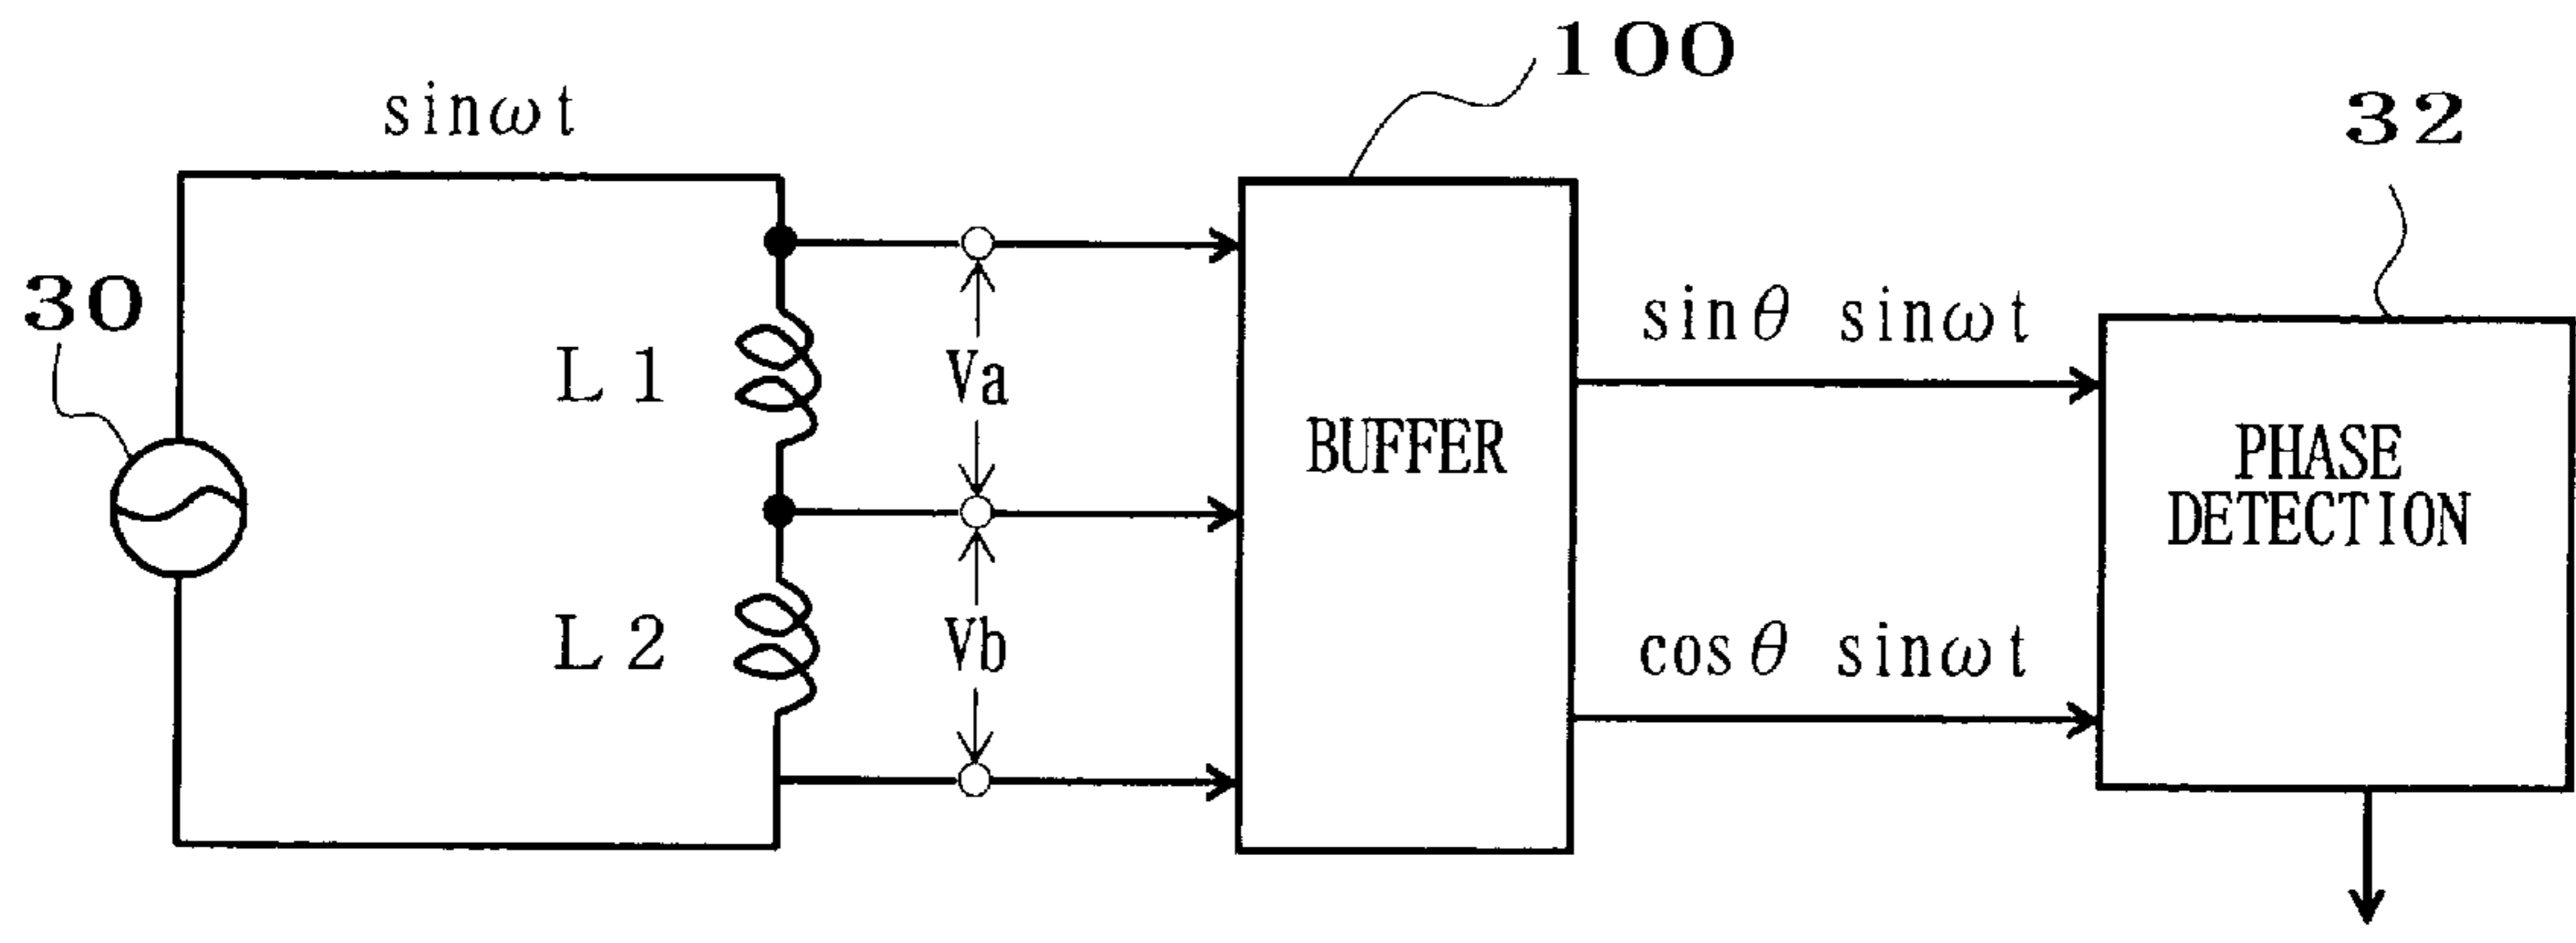 100
sinωt
32
30
sinθ sinωt
L1
Va
BUFFER
PHASE
DETECTION
L2
Vb
cosθ sinωt